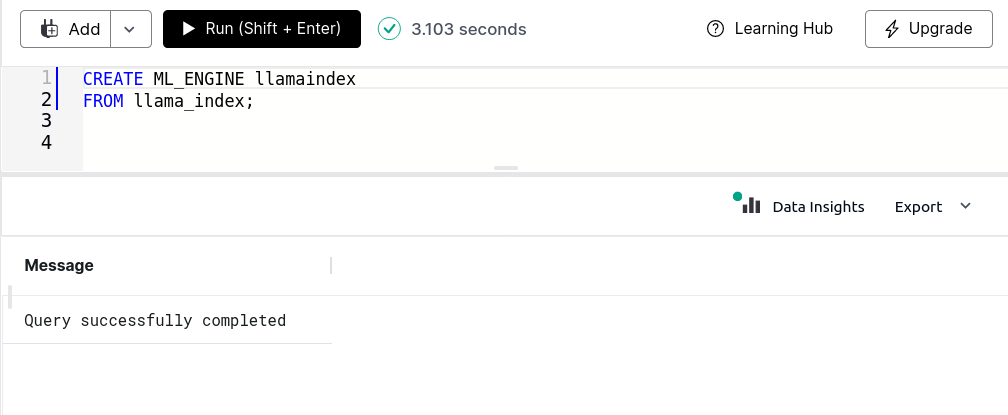 Add Run (Shift + Enter) 3.103 seconds Learning Hub Upgrade
1 CREATE ML_ENGINE llamaindex
2 FROM llama_index;
3
4
Data Insights Export
Message
Query successfully completed